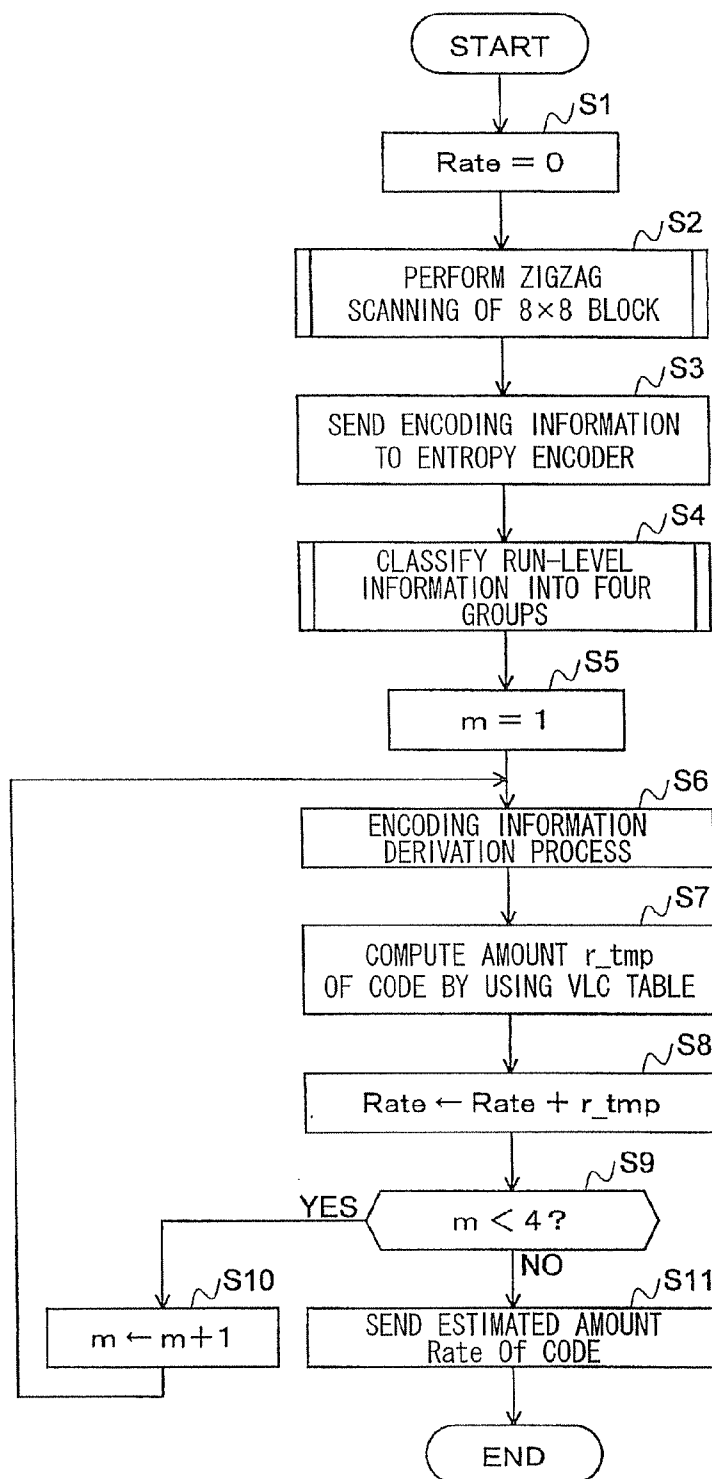 START
S1
Rate = 0
S2
PERFORM ZIGZAG
SCANNING OF 8×8 BLOCK
S3
SEND ENCODING INFORMATION
TO ENTROPY ENCODER
S4
CLASSIFY RUN-LEVEL
INFORMATION INTO FOUR
GROUPS
S5
m = 1
S6
ENCODING INFORMATION
DERIVATION PROCESS
S7
COMPUTE AMOUNT r_tmp
OF CODE BY USING VLC TABLE
S8
Rate ← Rate + r_tmp
S9
YES
m < 4?
NO
S10
m ← m+1
S11
SEND ESTIMATED AMOUNT
Rate Of CODE
END